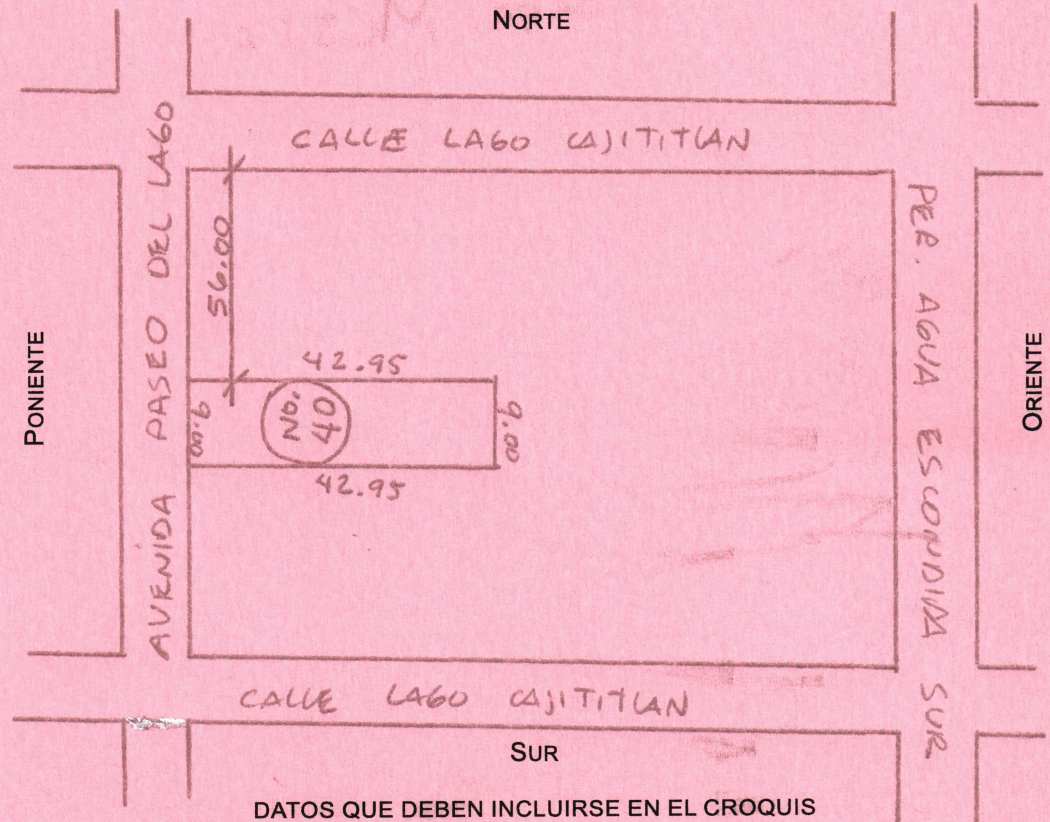 NORTE
CALLE LAGO CAJITITLAN
AVENIDA PASEO DEL LAGO
56.00
PER. AGUA ESCONDIDA SUR
PONIENTE
ORIENTE
42.95
9.00
No. 40
9.00
42.95
CALLE LAGO CAJITITLAN
SUR
DATOS QUE DEBEN INCLUIRSE EN EL CROQUIS